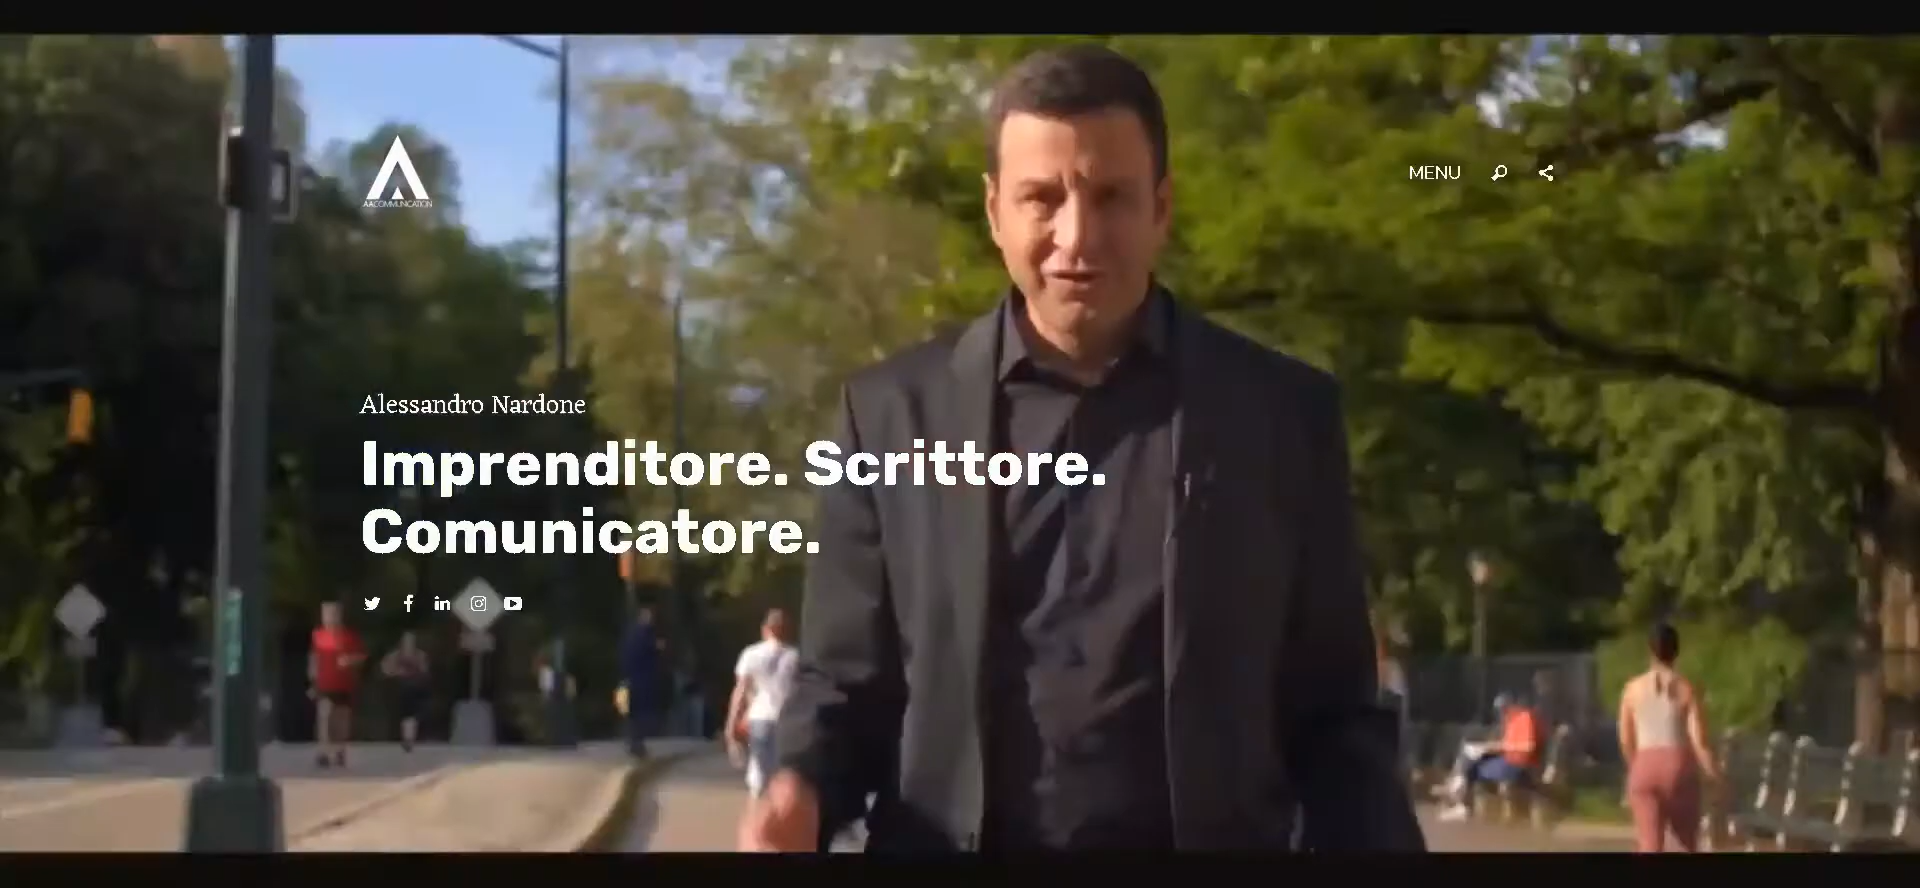 AACOMMUNICATION
MENU
Alessandro Nardone
Imprenditore. Scrittore.
Comunicatore.